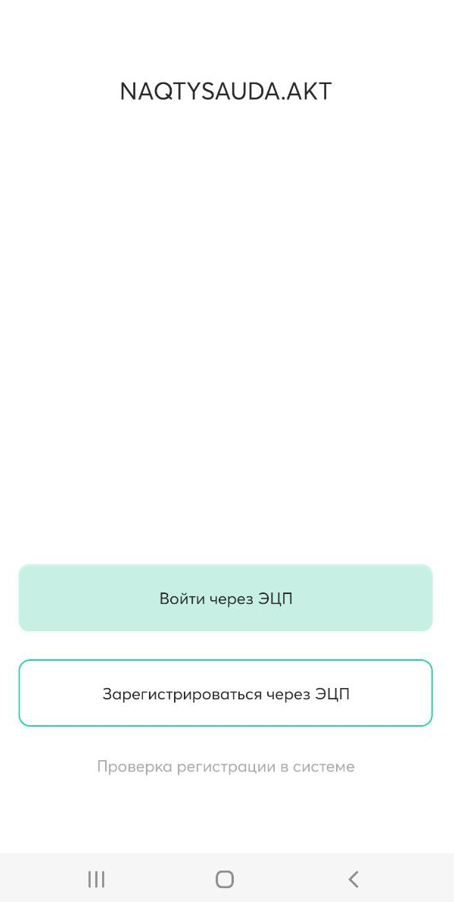 NAQTYSAUDA.AKT
Войти через ЭЦП
Зарегистрироваться через ЭЦП
Проверка регистрации в системе